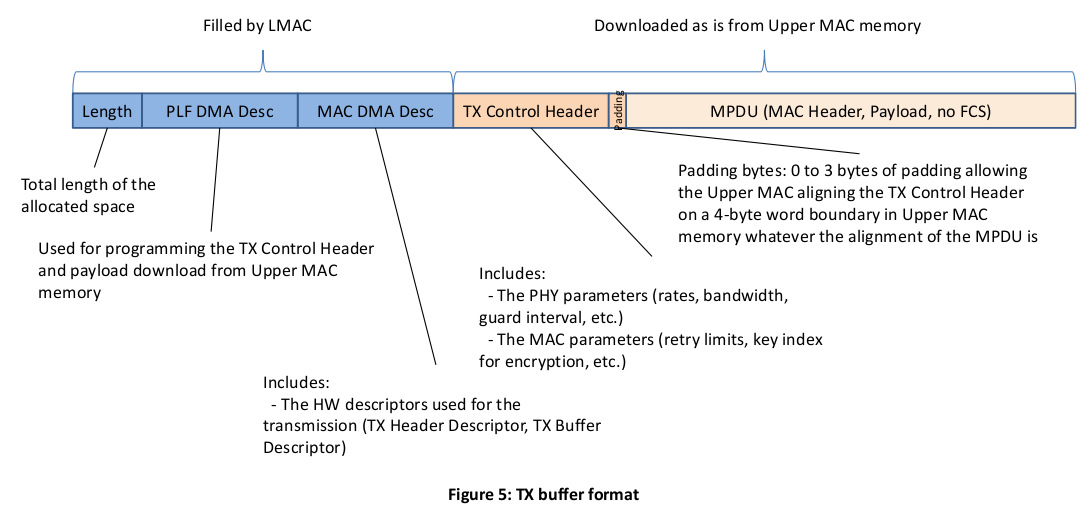 Filled by LMAC
Downloaded as is from Upper MAC memory
Length
PLF DMA Desc
MAC DMA Desc
TX Control Header
Padding
MPDU (MAC Header, Payload, no FCS)
Total length of the
allocated space
Used for programming the TX Control Header
and payload download from Upper MAC
memory
Padding bytes: 0 to 3 bytes of padding allowing
the Upper MAC aligning the TX Control Header
on a 4-byte word boundary in Upper MAC
memory whatever the alignment of the MPDU is
Includes:
- The PHY parameters (rates, bandwidth,
guard interval, etc.)
- The MAC parameters (retry limits, key index
for encryption, etc.)
Includes:
- The HW descriptors used for the
transmission (TX Header Descriptor, TX Buffer
Descriptor)
Figure 5: TX buffer format